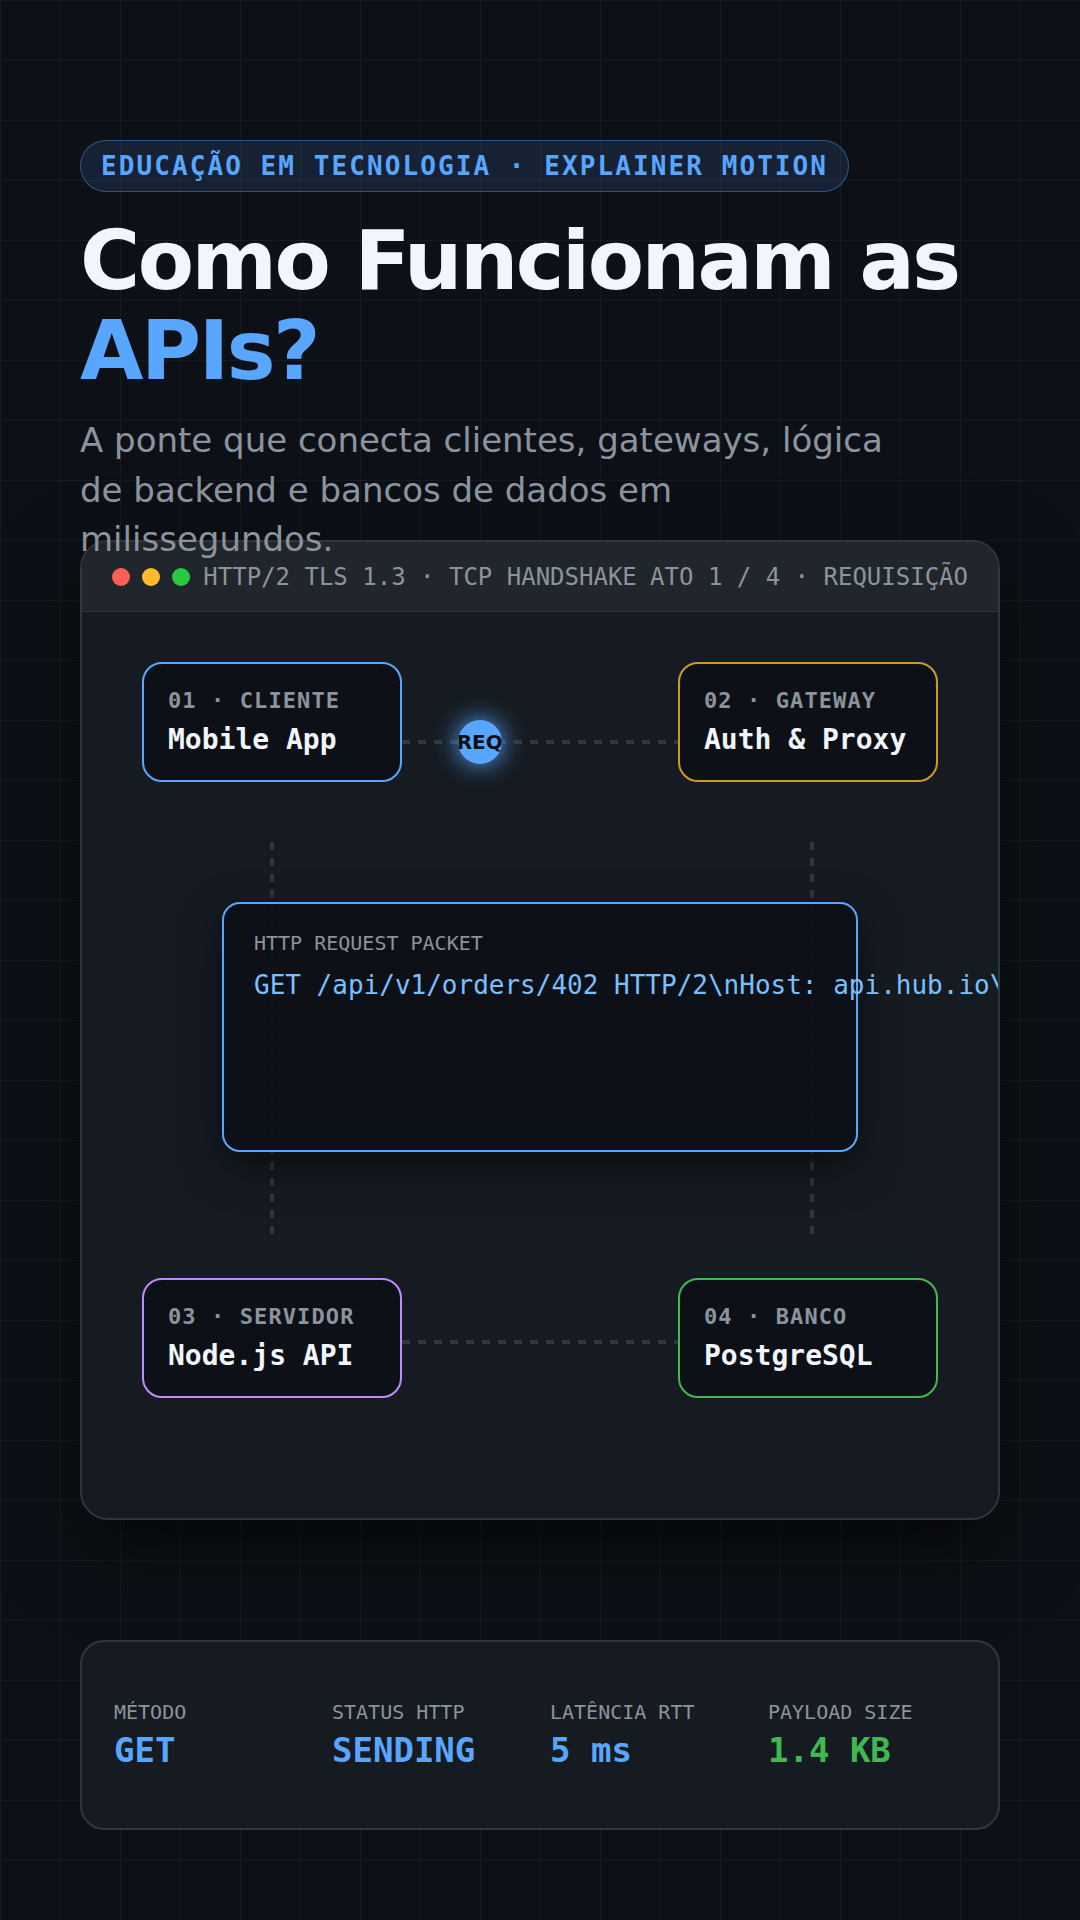 EDUCAÇÃO EM TECNOLOGIA · EXPLAINER MOTION
Como Funcionam as
APIs?
A ponte que conecta clientes, gateways, lógica
de backend e bancos de dados em
milissegundos.
HTTP/2 TLS 1.3 · TCP HANDSHAKE ATO 1 / 4 · REQUISIÇÃO
01 · CLIENTE
Mobile App
REQ
02 · GATEWAY
Auth & Proxy
HTTP REQUEST PACKET
GET /api/v1/orders/402 HTTP/2\nHost: api.hub.io\
03 · SERVIDOR
Node.js API
04 · BANCO
PostgreSQL
MÉTODO
GET
STATUS HTTP
SENDING
LATÊNCIA RTT
5 ms
PAYLOAD SIZE
1.4 KB